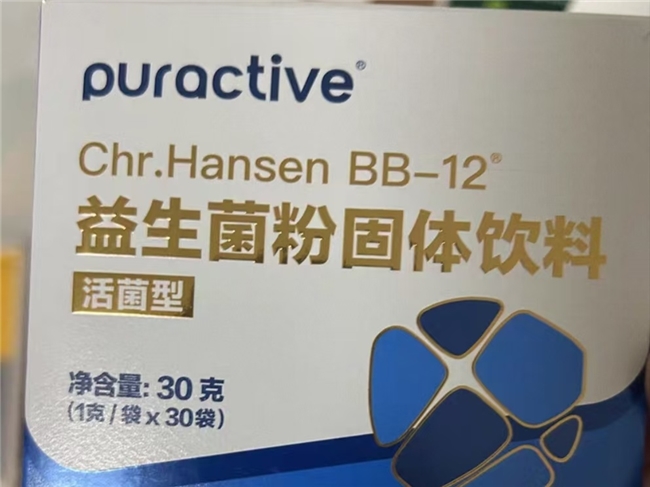 puractive®
Chr.Hansen BB-12®
益生菌粉固体饮料
活菌型
净含量: 30 克
(1克/袋 x 30袋)